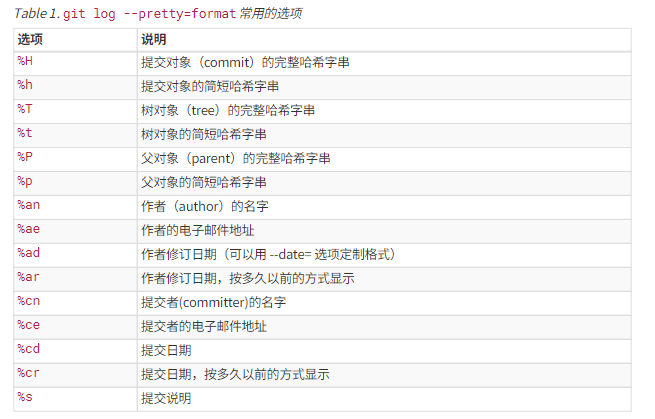 Table 1. git log --pretty=format 常用的选项
选项 说明
%H 提交对象（commit）的完整哈希字串
%h 提交对象的简短哈希字串
%T 树对象（tree）的完整哈希字串
%t 树对象的简短哈希字串
%P 父对象（parent）的完整哈希字串
%p 父对象的简短哈希字串
%an 作者（author）的名字
%ae 作者的电子邮件地址
%ad 作者修订日期（可以用 --date= 选项定制格式）
%ar 作者修订日期，按多久以前的方式显示
%cn 提交者(committer)的名字
%ce 提交者的电子邮件地址
%cd 提交日期
%cr 提交日期，按多久以前的方式显示
%s 提交说明